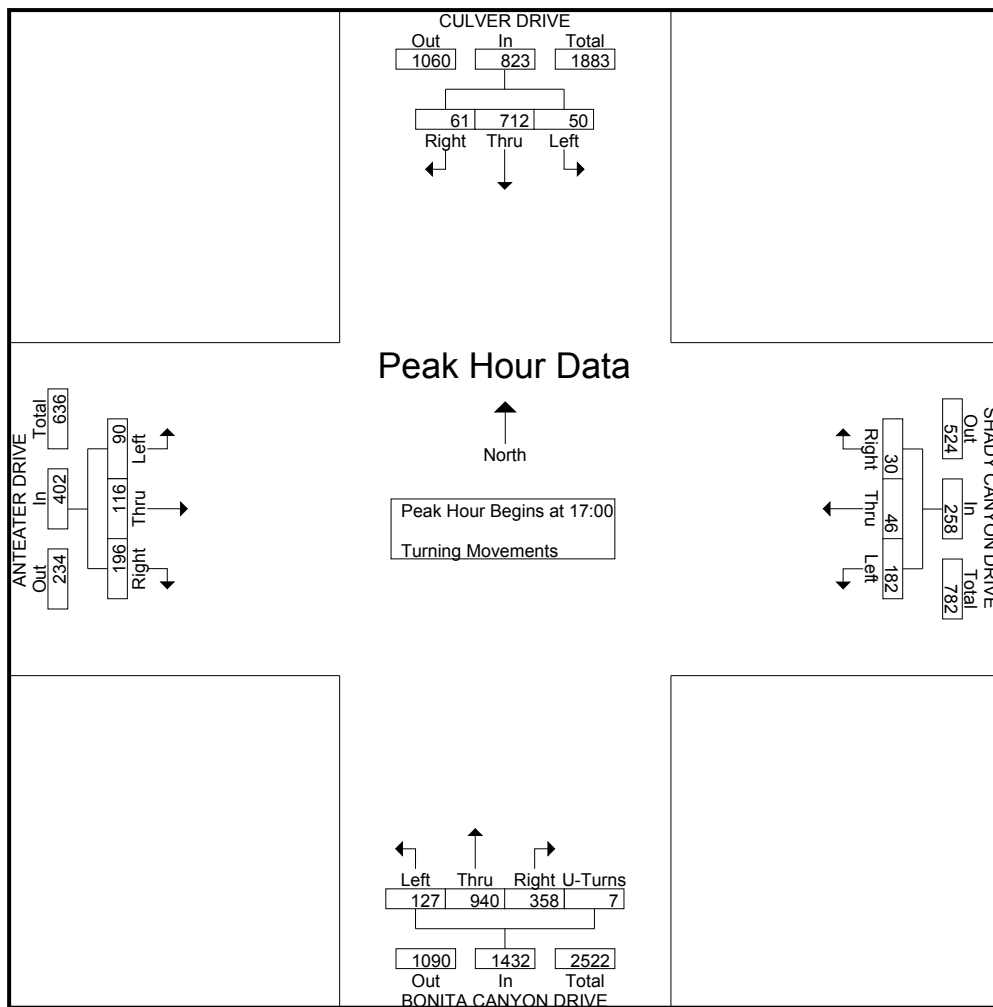 CULVER DRIVE
Out In Total
1060 823 1883
61 712 50
Right Thru Left
Peak Hour Data
North
Peak Hour Begins at 17:00
Turning Movements
ANTEATER DRIVE
Out In Total
234 402 636
196 116 90
Right Thru Left
SHADY CANYON DRIVE
Out In Total
524 258 782
30 46 182
Right Thru Left
Left Thru Right U-Turns
127 940 358 7
1090 1432 2522
Out In Total
BONITA CANYON DRIVE